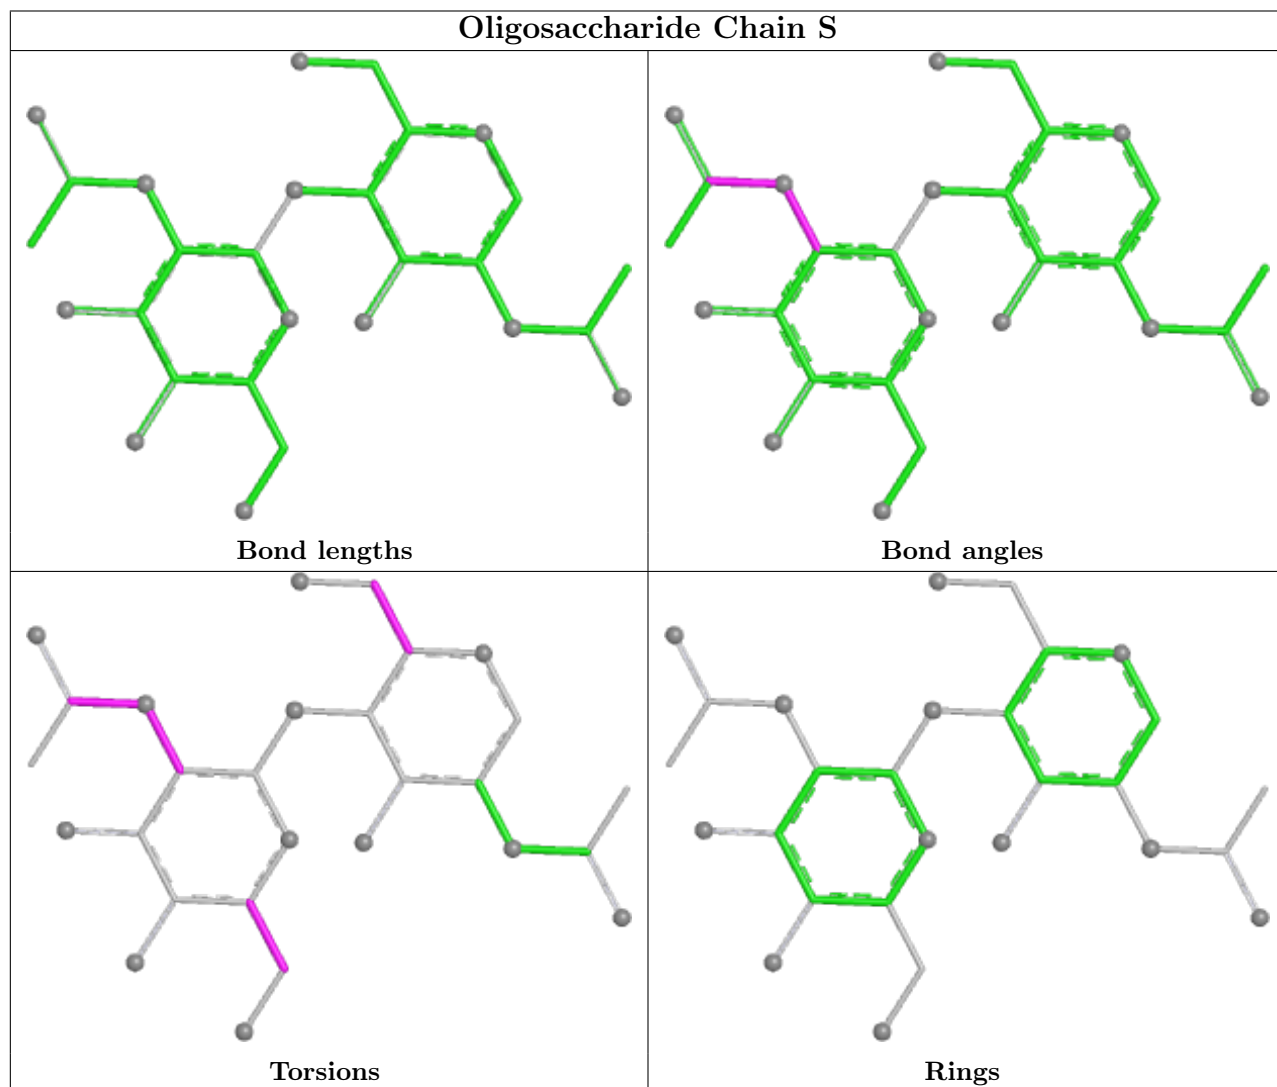 Oligosaccharide Chain S
Bond lengths
Bond angles
Torsions
Rings